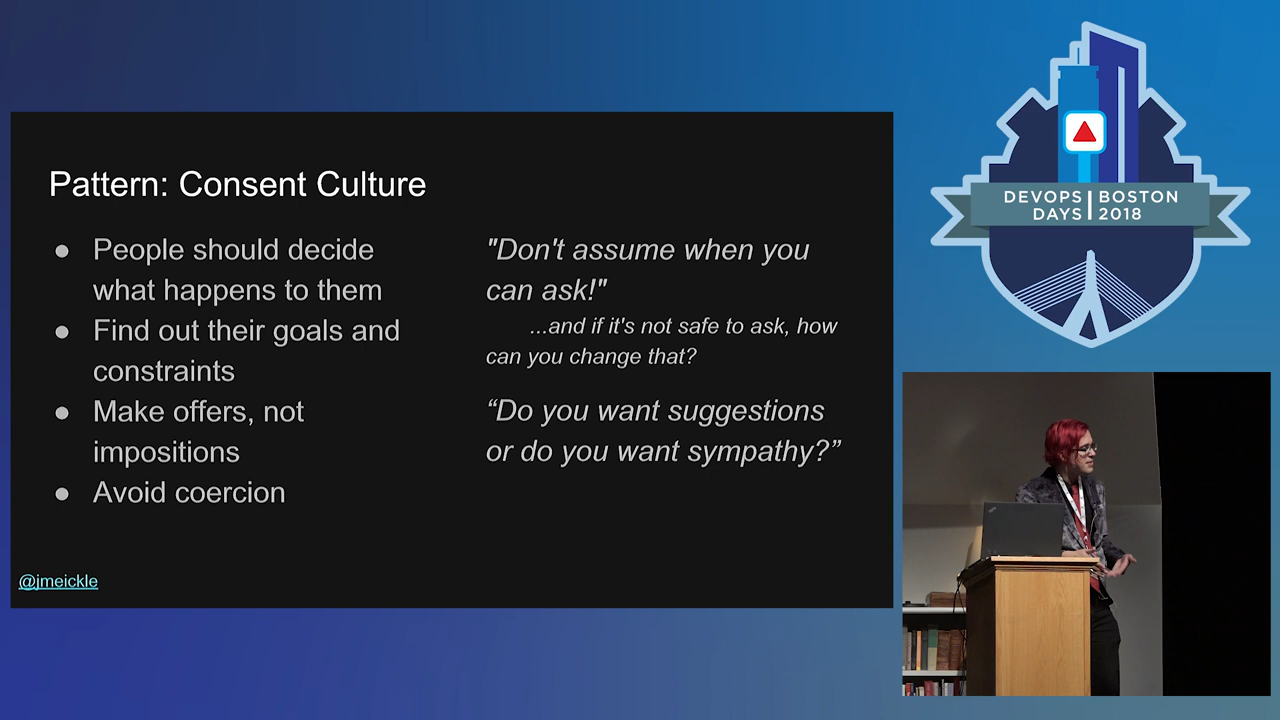 Pattern: Consent Culture
● People should decide
what happens to them
● Find out their goals and
constraints
● Make offers, not
impositions
● Avoid coercion
"Don't assume when you
can ask!"
...and if it's not safe to ask, how
can you change that?
“Do you want suggestions
or do you want sympathy?”
@jmeickle
DEVOPS BOSTON
DAYS 2018